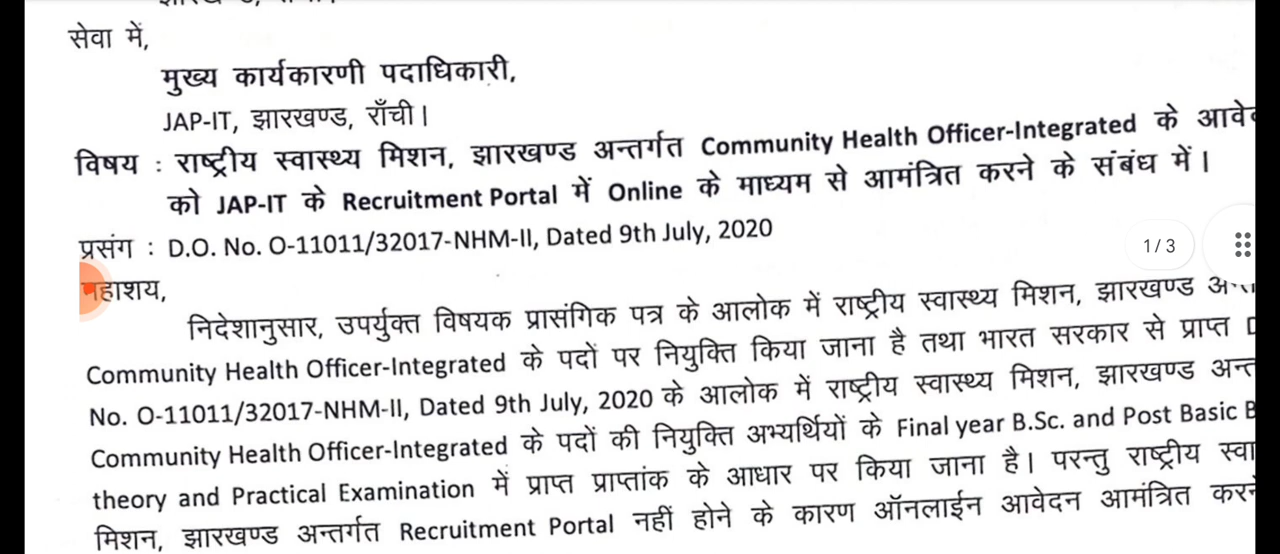 सेवा में,
मुख्य कार्यकारणी पदाधिकारी,
JAP-IT, झारखण्ड, राँची।
विषय : राष्ट्रीय स्वास्थ्य मिशन, झारखण्ड अन्तर्गत Community Health Officer-Integrated के
को JAP-IT के Recruitment Portal में Online के माध्यम से आमंत्रित करने के संबंध में।
प्रसंग : D.O. No. O-11011/32017-NHM-II, Dated 9th July, 2020
1/3
महाशय,
निदेशानुसार, उपर्युक्त विषयक प्रासंगिक पत्र के आलोक में राष्ट्रीय स्वास्थ्य मिशन, झारखण्ड
Community Health Officer-Integrated के पदों पर नियुक्ति किया जाना है तथा भारत सरकार से प्राप्त
No. O-11011/32017-NHM-II, Dated 9th July, 2020 के आलोक में राष्ट्रीय स्वास्थ्य मिशन, झारखण्ड
Community Health Officer-Integrated के पदों की नियुक्ति अभ्यर्थियों के Final year B.Sc. and Post Basic
theory and Practical Examination में प्राप्त प्राप्तांक के आधार पर किया जाना है। परन्तु राष्ट्रीय
मिशन, झारखण्ड अन्तर्गत Recruitment Portal नहीं होने के कारण ऑनलाईन आवेदन आमंत्रित